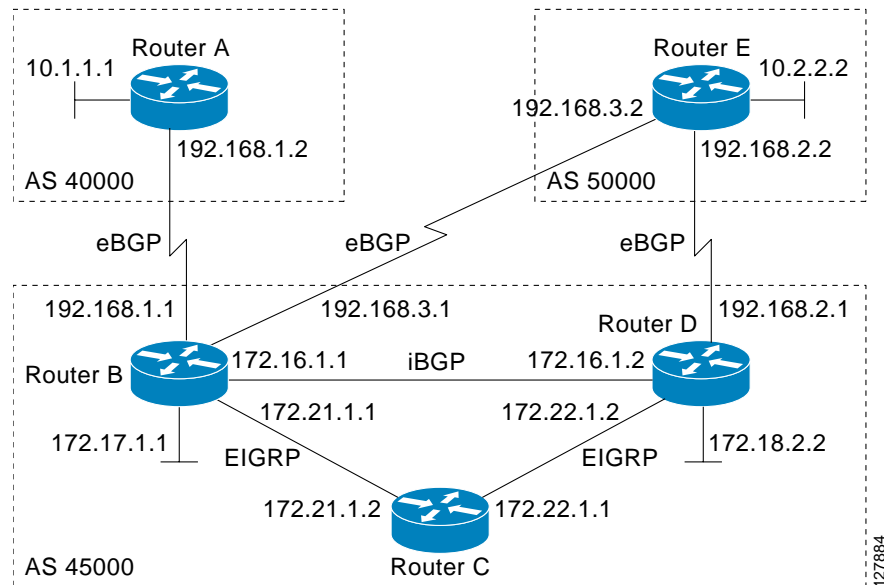 Router A
Router E
10.1.1.1
10.2.2.2
192.168.3.2
192.168.1.2
192.168.2.2
AS 40000
AS 50000
eBGP
eBGP
eBGP
192.168.1.1
192.168.3.1
192.168.2.1
Router D
172.16.1.1
iBGP
172.16.1.2
Router B
172.21.1.1
172.22.1.2
172.17.1.1
172.18.2.2
EIGRP
EIGRP
172.21.1.2
172.22.1.1
AS 45000
Router C
127884